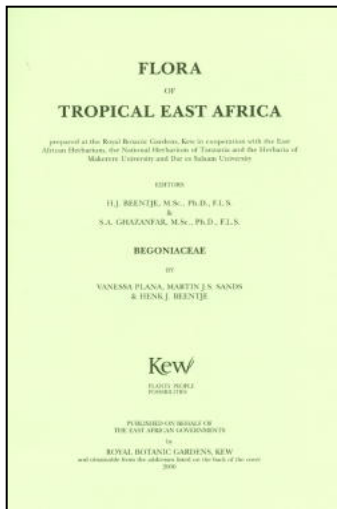 FLORA
OF
TROPICAL EAST AFRICA
prepared at the Royal Botanic Gardens, Kew in cooperation with the East
African Herbarium, the National Herbarium of Tanzania and the Herbaria of
Makerere University and Dar es Salaam University
EDITORS
H.J. BEENTJE, M.Sc., Ph.D., F.L.S.
&
S.A. GHAZANFAR, M.Sc., Ph.D., F.L.S.
BEGONIACEAE
BY
VANESSA PLANA, MARTIN J.S. SANDS
& HENK J. BEENTJE
Kew
PLANTS PEOPLE
POSSIBILITIES
PUBLISHED ON BEHALF OF
THE EAST AFRICAN GOVERNMENTS
by
ROYAL BOTANIC GARDENS, KEW
and obtainable from the addresses listed on the back of the cover
2006